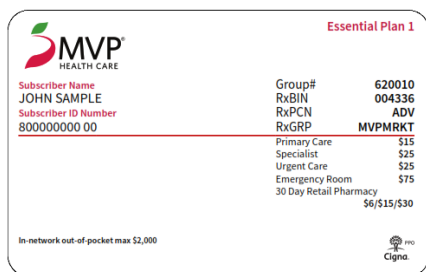 Essential Plan 1
MVP®
HEALTH CARE
Subscriber Name
JOHN SAMPLE
Subscriber ID Number
800000000 00
Group# 620010
RxBIN 004336
RxPCN ADV
RxGRP MVPMRKT
Primary Care $15
Specialist $25
Urgent Care $25
Emergency Room $75
30 Day Retail Pharmacy
$6/$15/$30
In-network out-of-pocket max $2,000
PPO
Cigna.